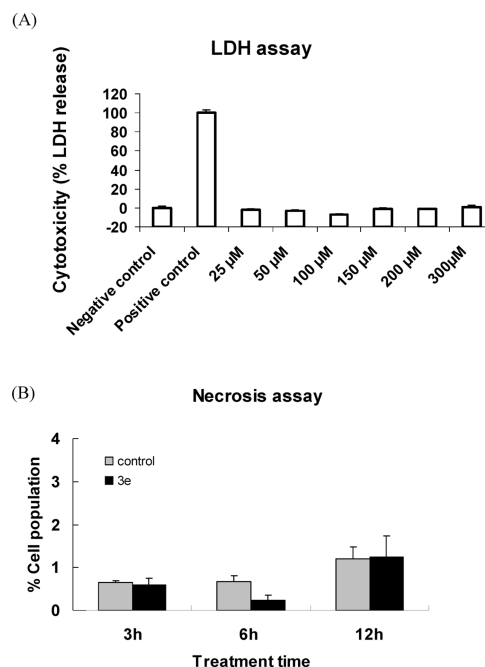 (A)
LDH assay
Cytotoxicity (% LDH release)
120
100
80
60
40
20
0
-20
Negative control
Positive control
25 µM
50 µM
100 µM
150 µM
200 µM
300µM
(B)
Necrosis assay
% Cell population
4
3
2
1
0
control
3e
3h
6h
12h
Treatment time